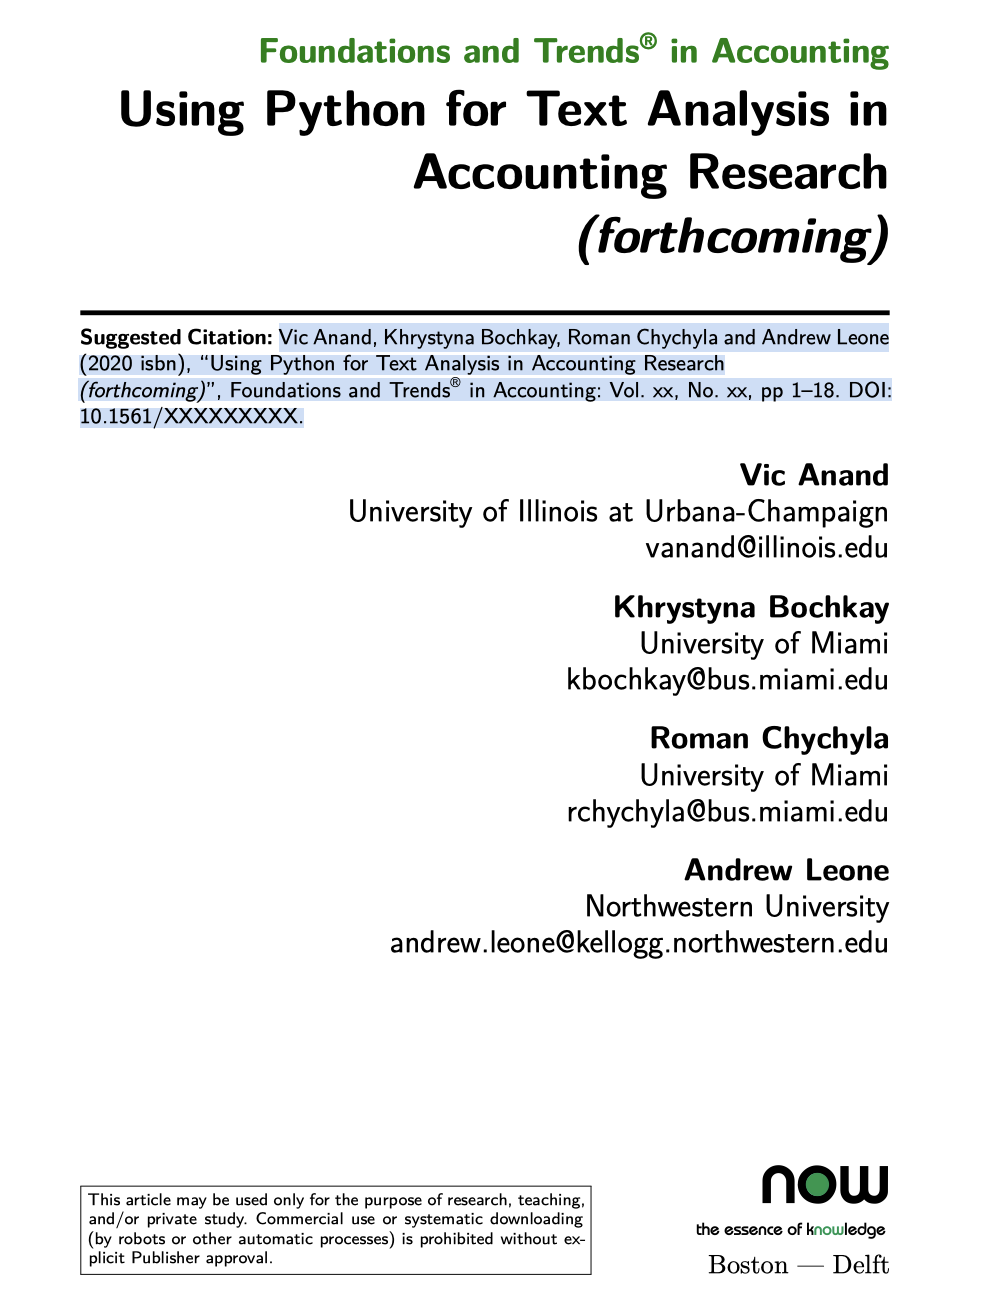 Foundations and Trends® in Accounting
Using Python for Text Analysis in
Accounting Research
(forthcoming)
Suggested Citation: Vic Anand, Khrystyna Bochkay, Roman Chychyla and Andrew Leone
(2020 isbn), “Using Python for Text Analysis in Accounting Research
(forthcoming)”, Foundations and Trends® in Accounting: Vol. xx, No. xx, pp 1–18. DOI:
10.1561/XXXXXXXXX.
Vic Anand
University of Illinois at Urbana-Champaign
vanand@illinois.edu
Khrystyna Bochkay
University of Miami
kbochkay@bus.miami.edu
Roman Chychyla
University of Miami
rchychyla@bus.miami.edu
Andrew Leone
Northwestern University
andrew.leone@kellogg.northwestern.edu
This article may be used only for the purpose of research, teaching,
and/or private study. Commercial use or systematic downloading
(by robots or other automatic processes) is prohibited without ex-
plicit Publisher approval.
now
the essence of knowledge
Boston — Delft